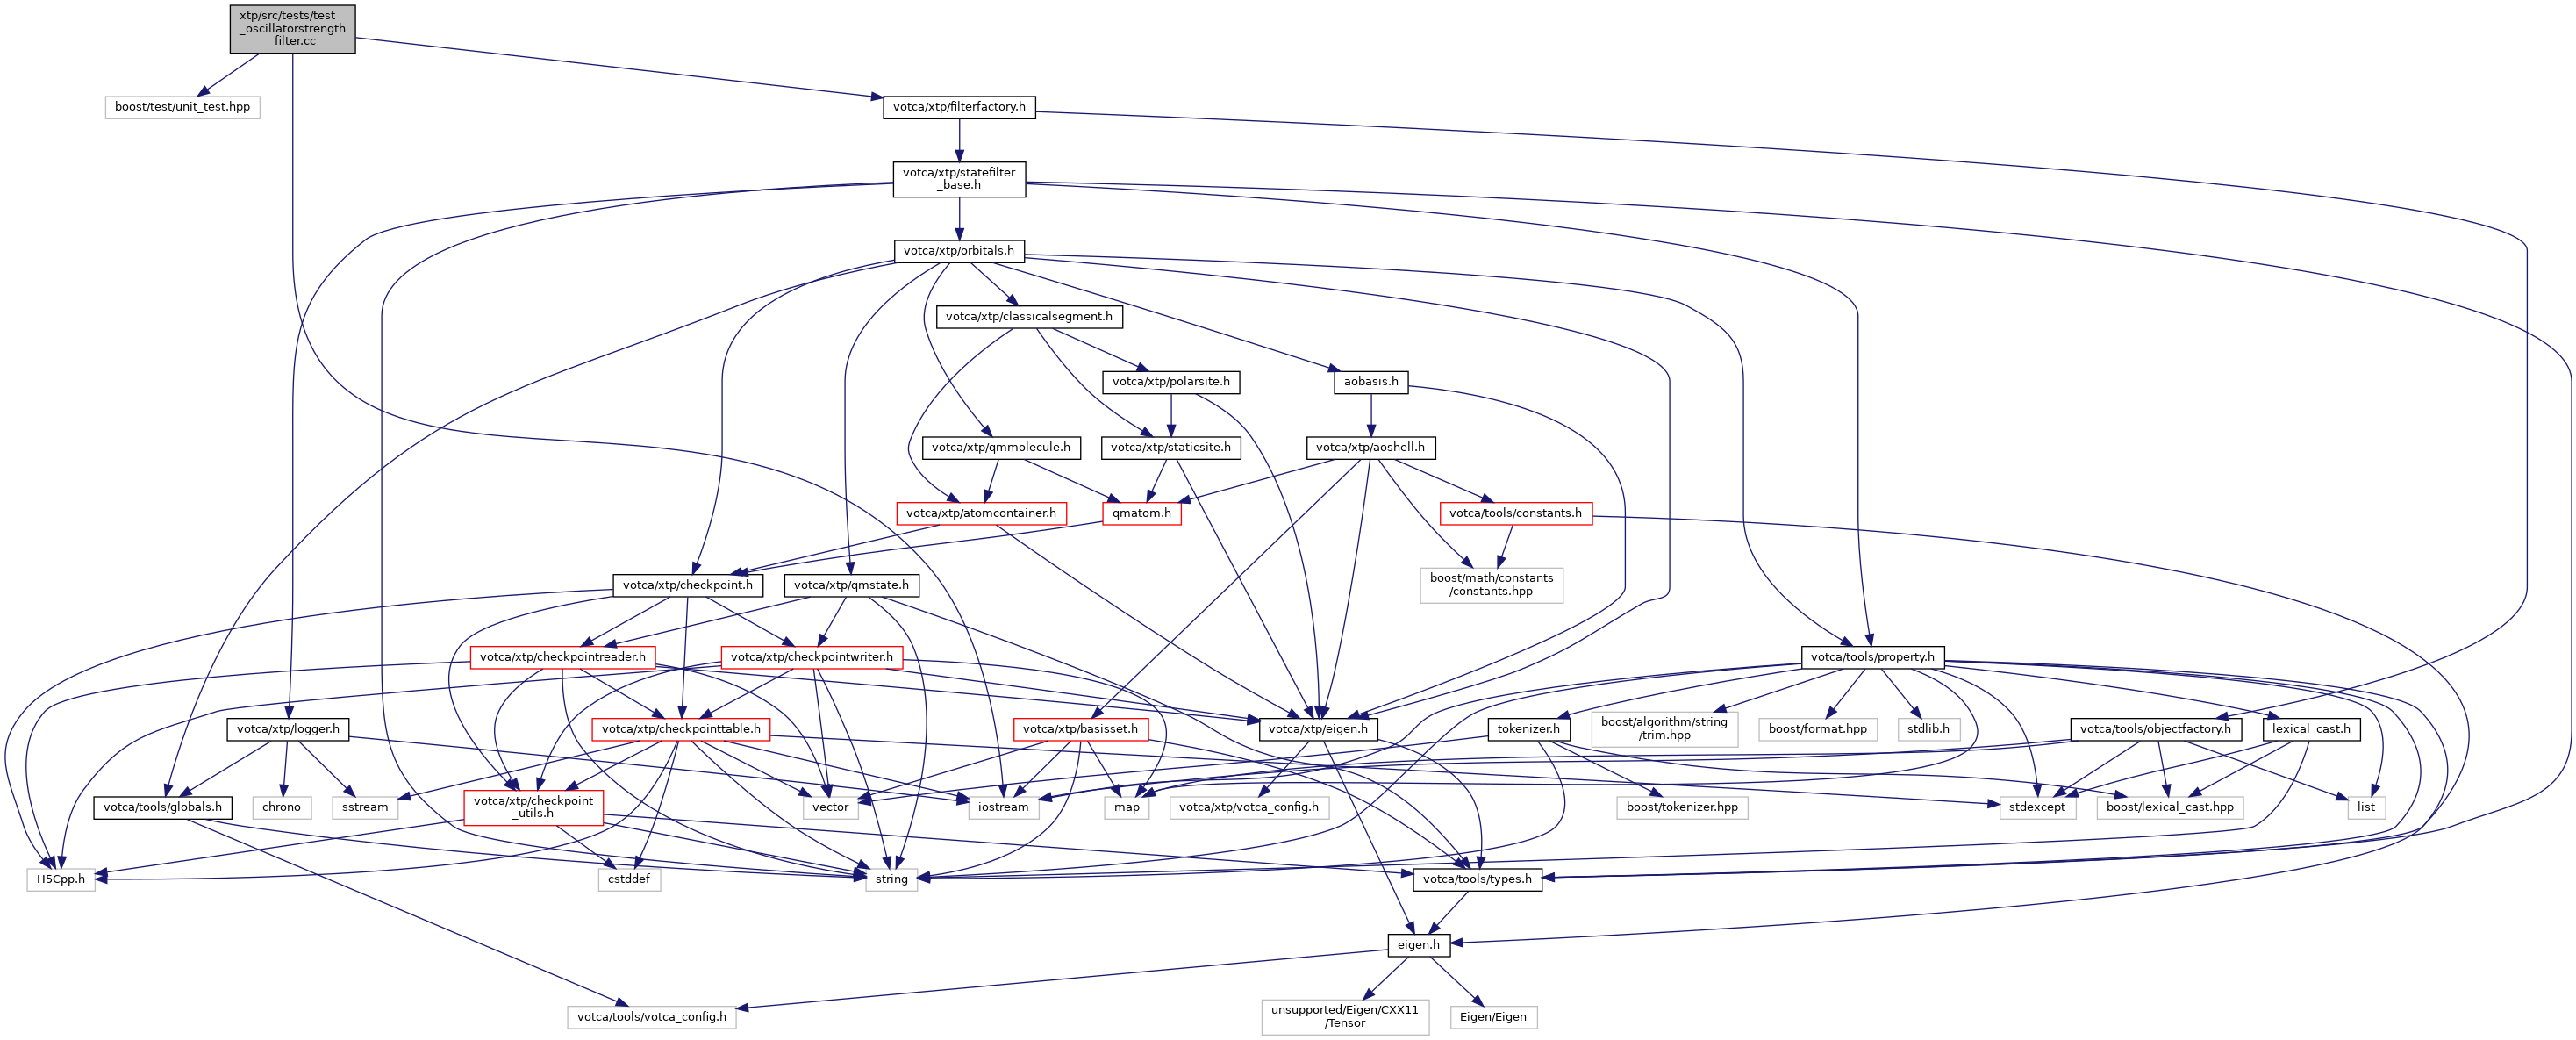 xtp/src/tests/test
_oscillatorstrength
_filter.cc
boost/test/unit_test.hpp
votca/xtp/filterfactory.h
votca/xtp/statefilter
_base.h
votca/xtp/orbitals.h
votca/xtp/classicalsegment.h
votca/xtp/polarsite.h
aobasis.h
votca/xtp/qmmolecule.h
votca/xtp/staticsite.h
votca/xtp/aoshell.h
votca/xtp/atomcontainer.h
qmatom.h
votca/tools/constants.h
votca/xtp/checkpoint.h
votca/xtp/qmstate.h
boost/math/constants
/constants.hpp
votca/xtp/checkpointreader.h
votca/xtp/checkpointwriter.h
votca/tools/property.h
votca/xtp/logger.h
votca/xtp/checkpointtable.h
votca/xtp/basisset.h
votca/xtp/eigen.h
tokenizer.h
boost/algorithm/string
/trim.hpp
boost/format.hpp
stdlib.h
votca/tools/objectfactory.h
lexical_cast.h
votca/tools/globals.h
chrono
sstream
votca/xtp/checkpoint
_utils.h
vector
iostream
map
votca/xtp/votca_config.h
boost/tokenizer.hpp
stdexcept
boost/lexical_cast.hpp
list
H5Cpp.h
cstddef
string
votca/tools/types.h
eigen.h
votca/tools/votca_config.h
unsupported/Eigen/CXX11
/Tensor
Eigen/Eigen